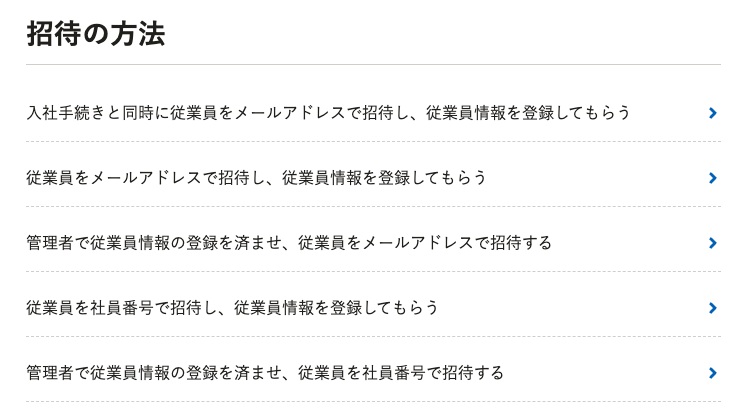 招待の方法
入社手続きと同時に従業員をメールアドレスで招待し、従業員情報を登録してもらう
従業員をメールアドレスで招待し、従業員情報を登録してもらう
管理者で従業員情報の登録を済ませ、従業員をメールアドレスで招待する
従業員を社員番号で招待し、従業員情報を登録してもらう
管理者で従業員情報の登録を済ませ、従業員を社員番号で招待する